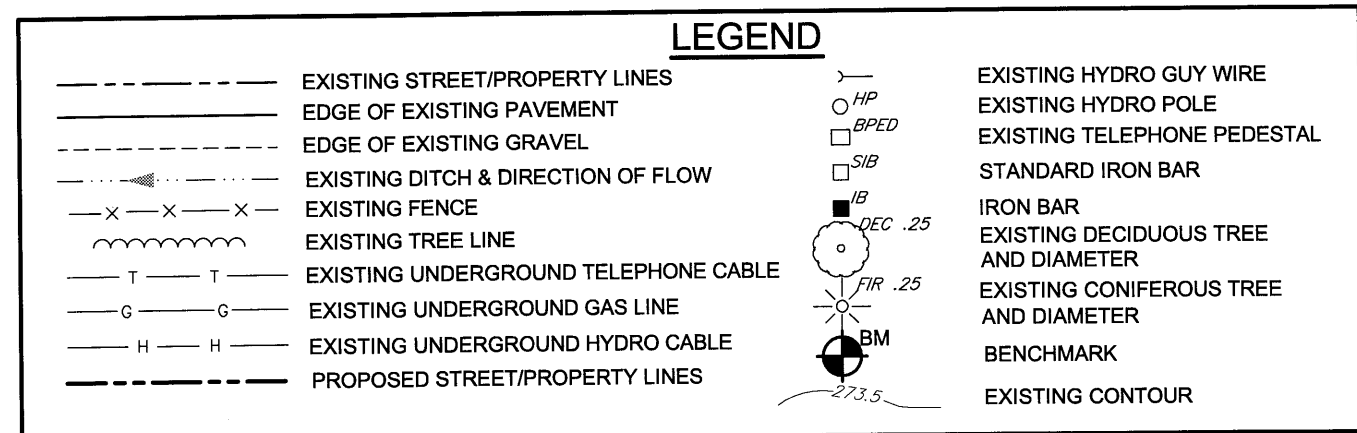 LEGEND
EXISTING STREET/PROPERTY LINES
EDGE OF EXISTING PAVEMENT
EDGE OF EXISTING GRAVEL
EXISTING DITCH & DIRECTION OF FLOW
X X X EXISTING FENCE
EXISTING TREE LINE
T T EXISTING UNDERGROUND TELEPHONE CABLE
G G EXISTING UNDERGROUND GAS LINE
H H EXISTING UNDERGROUND HYDRO CABLE
PROPOSED STREET/PROPERTY LINES
EXISTING HYDRO GUY WIRE
HP EXISTING HYDRO POLE
BPED EXISTING TELEPHONE PEDESTAL
SIB STANDARD IRON BAR
IB IRON BAR
DEC .25 EXISTING DECIDUOUS TREE
AND DIAMETER
FIR .25 EXISTING CONIFEROUS TREE
AND DIAMETER
BM BENCHMARK
273.5 EXISTING CONTOUR